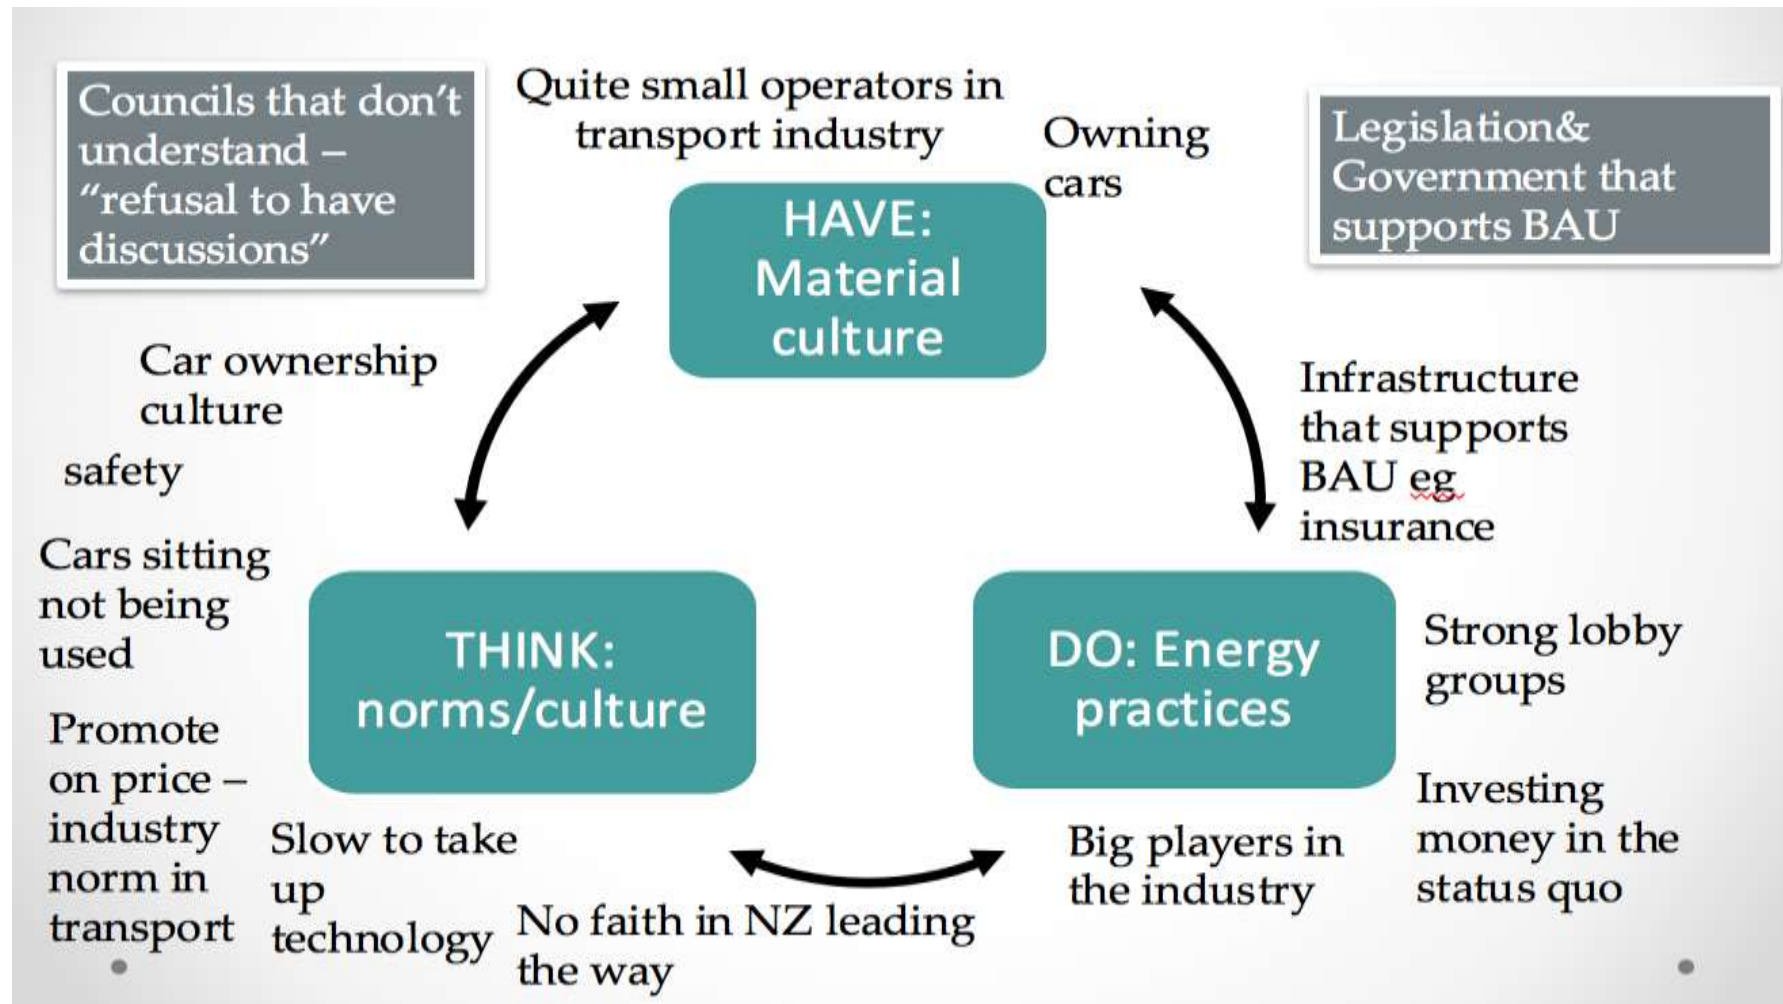 Councils that don’t
understand –
“refusal to have
discussions”
Quite small operators in
transport industry
Owning
cars
Legislation&
Government that
supports BAU
HAVE:
Material
culture
Car ownership
culture
safety
Infrastructure
that supports
BAU eg
insurance
Cars sitting
not being
used
THINK:
norms/culture
DO: Energy
practices
Strong lobby
groups
Promote
on price –
industry
norm in
transport
Slow to take
up
technology
No faith in NZ leading
the way
Big players in
the industry
Investing
money in the
status quo